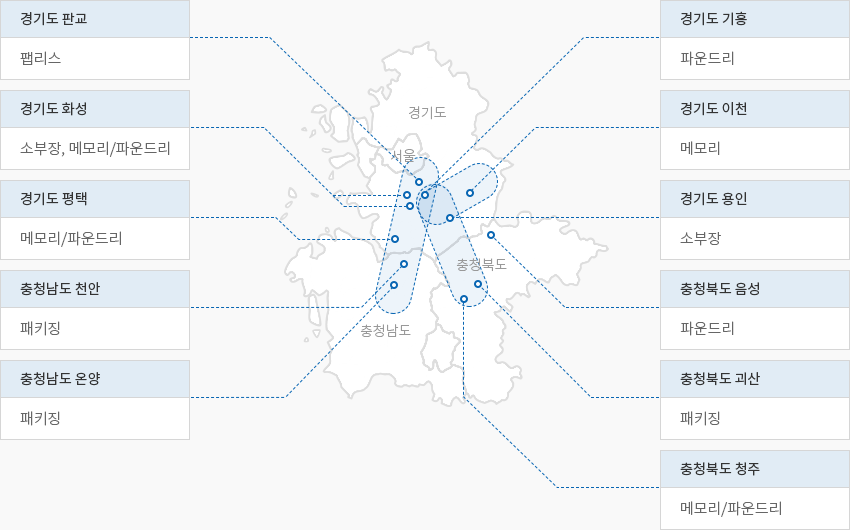 경기도 판교
팹리스
경기도 화성
소부장, 메모리/파운드리
경기도 평택
메모리/파운드리
충청남도 천안
패키징
충청남도 온양
패키징
경기도
서울
충청북도
충청남도
경기도 기흥
파운드리
경기도 이천
메모리
경기도 용인
소부장
충청북도 음성
파운드리
충청북도 괴산
패키징
충청북도 청주
메모리/파운드리